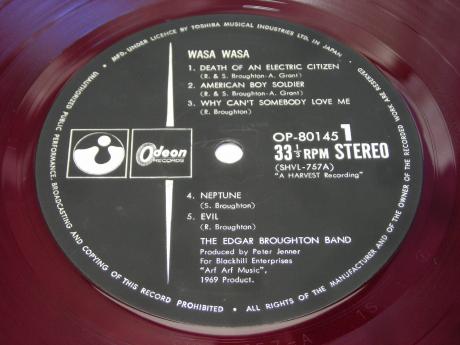 MFD. UNDER LICENCE BY TOSHIBA MUSICAL INDUSTRIES LTD. IN JAPAN.
ALL RIGHTS OF THE MANUFACTURER AND OF THE OWNER OF THE RECORDED WORK ARE RESERVED
UNAUTHORIZED PUBLIC PERFORMANCE, BROADCASTING AND COPYING OF THIS RECORD PROHIBITED
WASA WASA
1. DEATH OF AN ELECTRIC CITIZEN
(R. & S. Broughton-A. Grant)
2. AMERICAN BOY SOLDIER
(R. & S. Broughton-A. Grant)
3. WHY CAN'T SOMEBODY LOVE ME
(R. Broughton)
Odeon
RECORDS
OP-80145 1
33⅓ RPM STEREO
(SHVL-757A)
"A HARVEST Recording"
4. NEPTUNE
(S. Broughton)
5. EVIL
(R. Broughton)
THE EDGAR BROUGHTON BAND
Produced by Peter Jenner
For Blackhill Enterprises
"Arf Arf Music",
1969 Product.